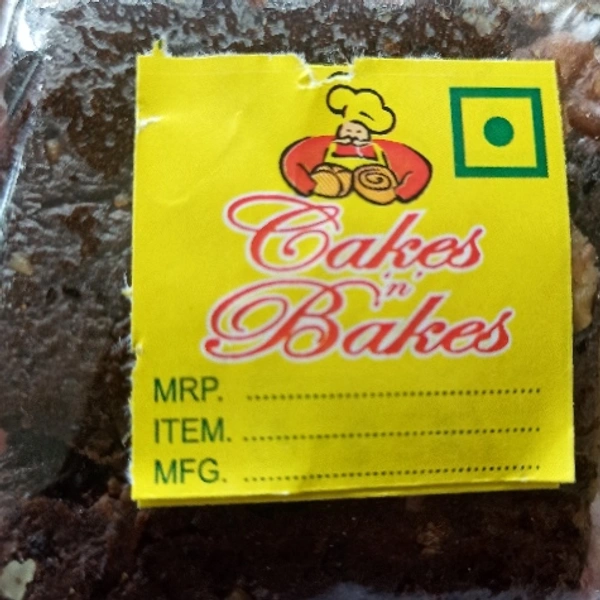 Cakes
'n'
Bakes
MRP. ........................................
ITEM. ........................................
MFG. ........................................